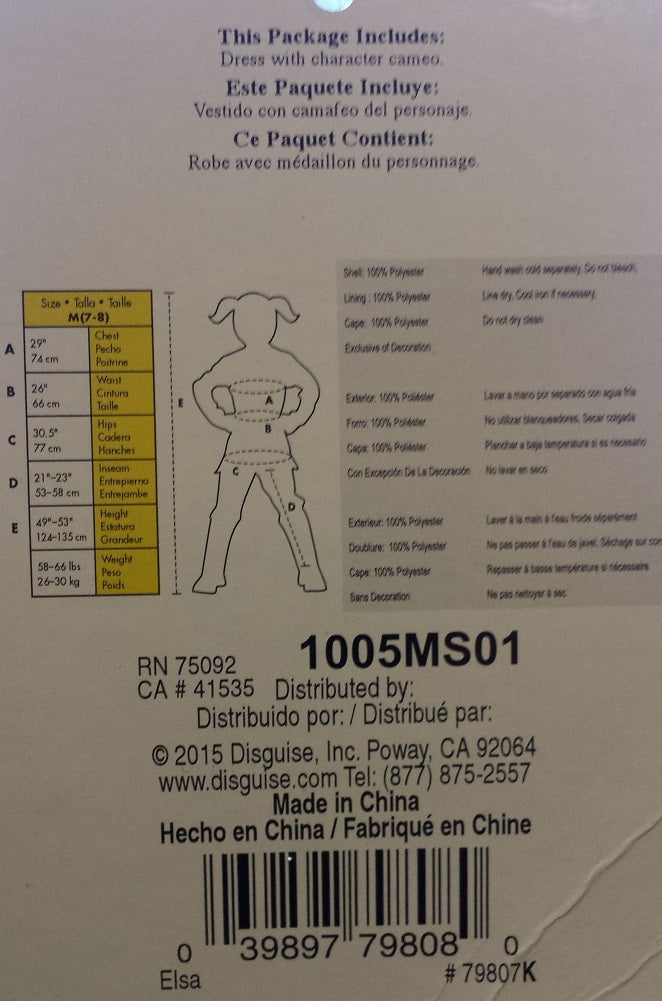 This Package Includes:
Dress with character cameo.
Este Paquete Incluye:
Vestido con camafeo del personaje.
Ce Paquet Contient:
Robe avec médaillon du personnage.
Size • Talla • Taille
M(7-8)
A
29"
74 cm
Chest
Pecho
Poitrine
B
26"
66 cm
Waist
Cintura
Taille
C
30.5"
77 cm
Hips
Cadera
Hanches
D
21"-23"
53-58 cm
Inseam
Entrepierna
Entrejambe
E
49"-53"
124-135 cm
Height
Estatura
Grandeur
58-66 lbs
26-30 kg
Weight
Peso
Poids
E
A
B
C
D
Shell: 100% Polyester
Lining : 100% Polyester
Cape: 100% Polyester
Exclusive of Decoration
Hand wash cold separately, Do not bleach,
Line dry, Cool iron if necessary.
Do not dry clean
Exterior: 100% Poliéster
Forro: 100% Poliéster
Capa: 100% Poliéster
Con Excepción De La Decoración
Lavar a mano por separado con agua fria
No utilizar blanqueadores, Secar colgada
Planchar a baja temperatura si es necesario
No lavar en seco
Exterieur: 100% Polyester
Doublure: 100% Polyester
Cape: 100% Polyester
Sans Decoration
Laver à la main à l'eau froide séparément
Ne pas passer à l'eau de javel, Séchage sur
Repasser à basse température si nécessaire
Ne pas nettoyer à sec
1005MS01
RN 75092
CA # 41535 Distributed by:
Distribuido por: / Distribué par:
© 2015 Disguise, Inc. Poway, CA 92064
www.disguise.com Tel: (877) 875-2557
Made in China
Hecho en China / Fabriqué en Chine
0 39897 79808 0
Elsa
# 79807K